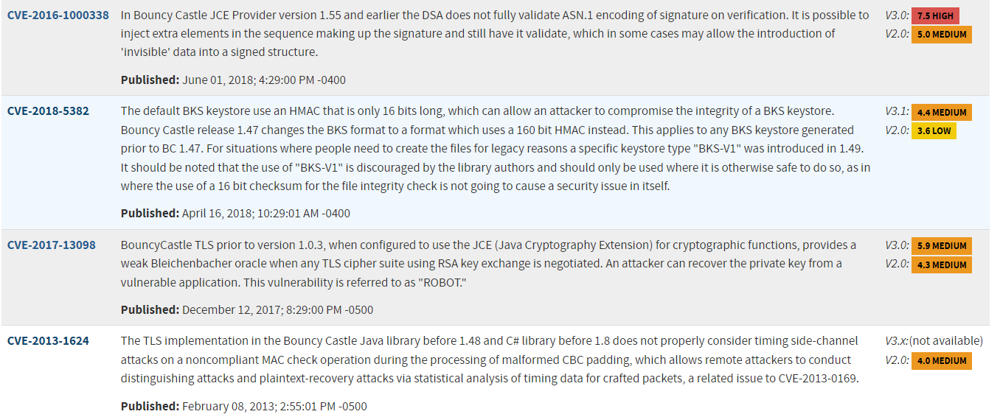 CVE-2016-1000338
In Bouncy Castle JCE Provider version 1.55 and earlier the DSA does not fully validate ASN.1 encoding of signature on verification. It is possible to
inject extra elements in the sequence making up the signature and still have it validate, which in some cases may allow the introduction of
'invisible' data into a signed structure.
Published: June 01, 2018; 4:29:00 PM -0400
V3.0: 7.5 HIGH
V2.0: 5.0 MEDIUM
CVE-2018-5382
The default BKS keystore use an HMAC that is only 16 bits long, which can allow an attacker to compromise the integrity of a BKS keystore.
Bouncy Castle release 1.47 changes the BKS format to a format which uses a 160 bit HMAC instead. This applies to any BKS keystore generated
prior to BC 1.47. For situations where people need to create the files for legacy reasons a specific keystore type "BKS-V1" was introduced in 1.49.
It should be noted that the use of "BKS-V1" is discouraged by the library authors and should only be used where it is otherwise safe to do so, as in
where the use of a 16 bit checksum for the file integrity check is not going to cause a security issue in itself.
Published: April 16, 2018; 10:29:01 AM -0400
V3.1: 4.4 MEDIUM
V2.0: 3.6 LOW
CVE-2017-13098
BouncyCastle TLS prior to version 1.0.3, when configured to use the JCE (Java Cryptography Extension) for cryptographic functions, provides a
weak Bleichenbacher oracle when any TLS cipher suite using RSA key exchange is negotiated. An attacker can recover the private key from a
vulnerable application. This vulnerability is referred to as "ROBOT."
Published: December 12, 2017; 8:29:00 PM -0500
V3.0: 5.9 MEDIUM
V2.0: 4.3 MEDIUM
CVE-2013-1624
The TLS implementation in the Bouncy Castle Java library before 1.48 and C# library before 1.8 does not properly consider timing side-channel
attacks on a noncompliant MAC check operation during the processing of malformed CBC padding, which allows remote attackers to conduct
distinguishing attacks and plaintext-recovery attacks via statistical analysis of timing data for crafted packets, a related issue to CVE-2013-0169.
Published: February 08, 2013; 2:55:01 PM -0500
V3.x:(not available)
V2.0: 4.0 MEDIUM